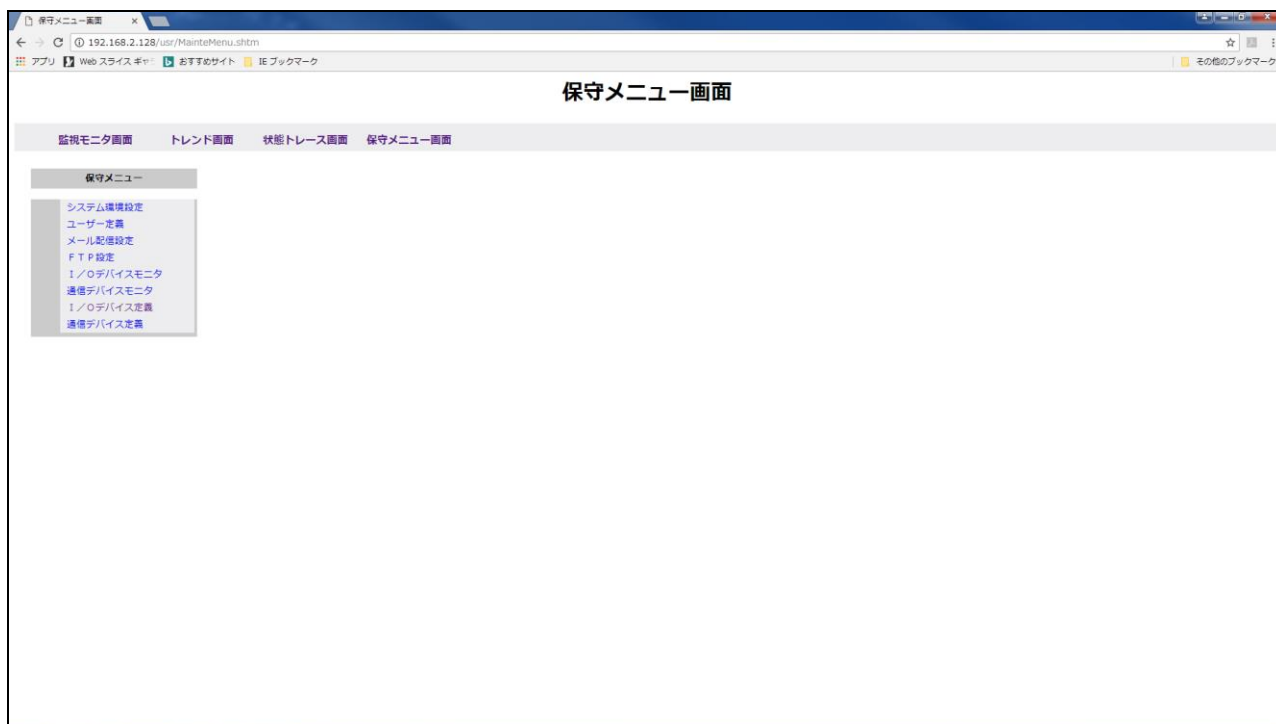 保守メニュー画面
192.168.2.128/usr/MainteMenu.shtm
アプリ Web スライス ギャラ おすすめサイト IE ブックマーク その他のブックマーク
保守メニュー画面
監視モニタ画面 トレンド画面 状態トレース画面 保守メニュー画面
保守メニュー
システム環境設定
ユーザー定義
メール配信設定
ＦＴＰ設定
Ｉ／Ｏデバイスモニタ
通信デバイスモニタ
Ｉ／Ｏデバイス定義
通信デバイス定義